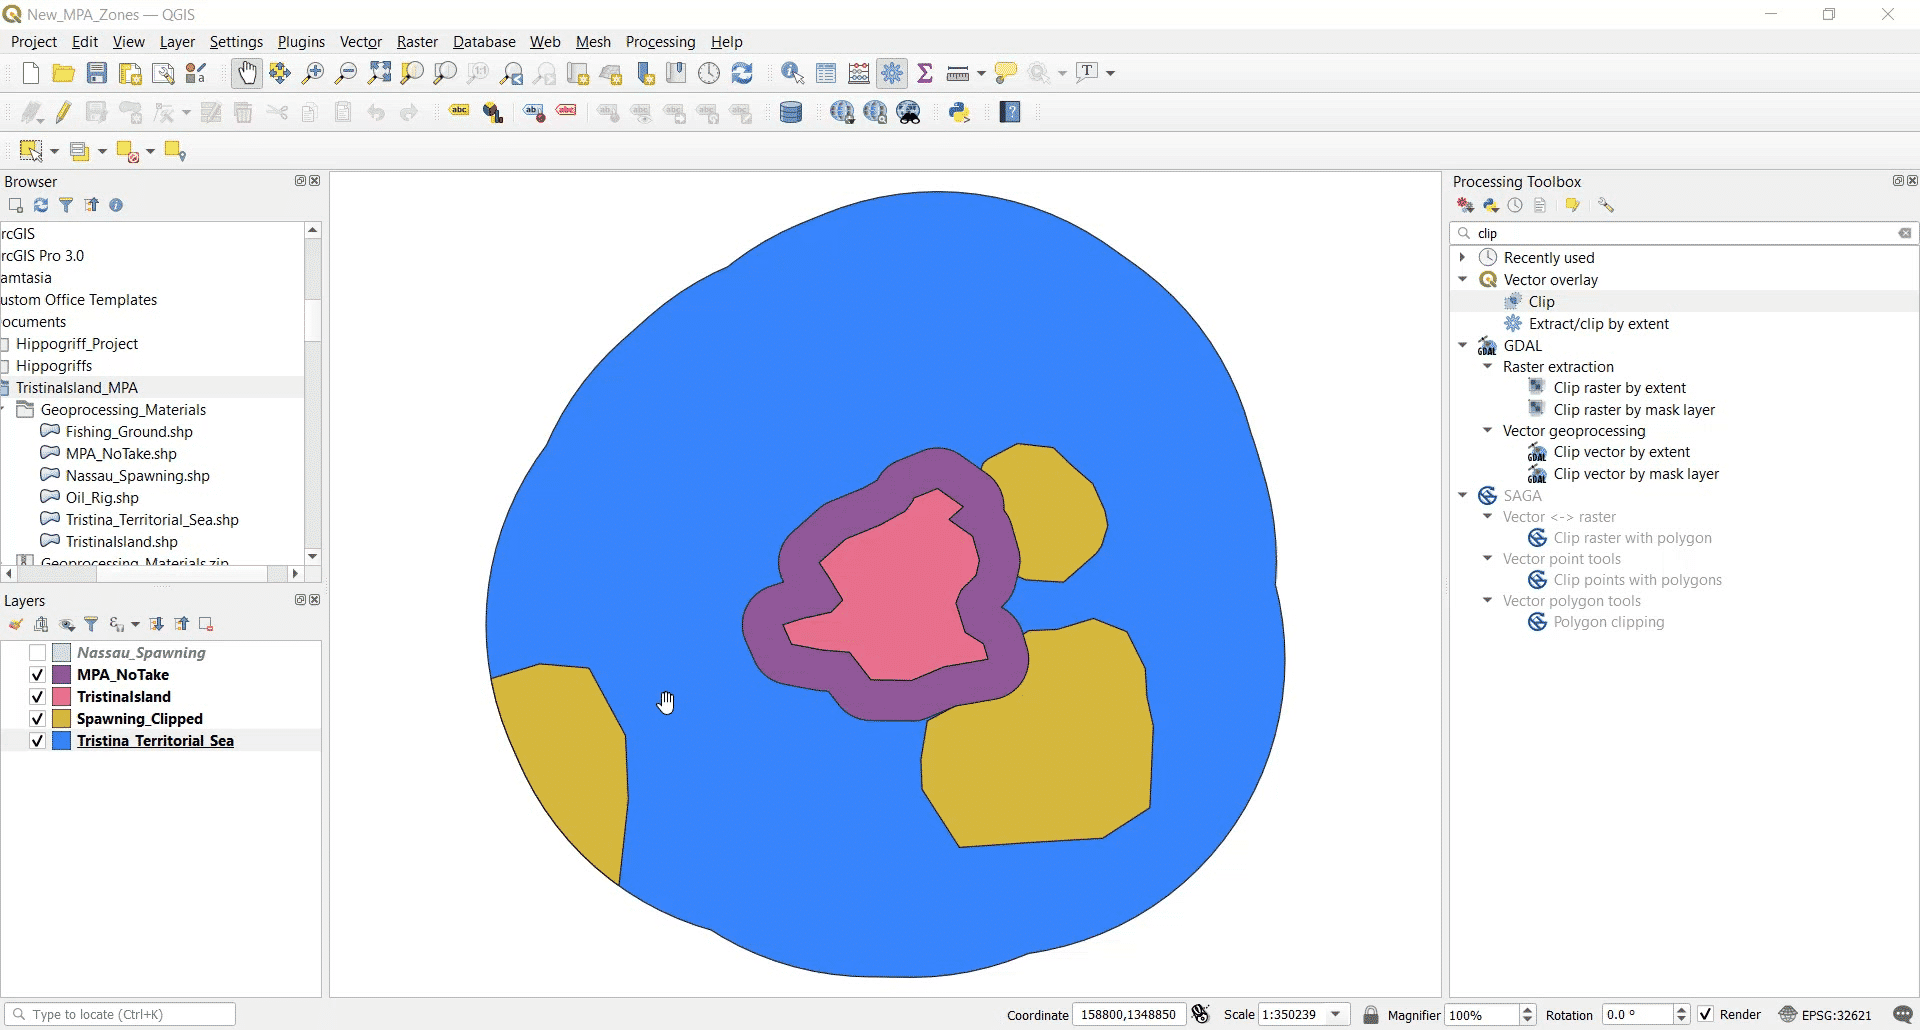 New_MPA_Zones — QGIS
Project Edit View Layer Settings Plugins Vector Raster Database Web Mesh Processing Help
Browser
rcGIS
rcGIS Pro 3.0
amtasia
ustom Office Templates
ocuments
Hippogriff_Project
Hippogriffs
TristinaIsland_MPA
Geoprocessing_Materials
Fishing_Ground.shp
MPA_NoTake.shp
Nassau_Spawning.shp
Oil_Rig.shp
Tristina_Territorial_Sea.shp
TristinaIsland.shp
Geoprocessing_Materials.zip
Layers
Nassau_Spawning
MPA_NoTake
TristinaIsland
Spawning_Clipped
Tristina_Territorial_Sea
Processing Toolbox
clip
Recently used
Vector overlay
Clip
Extract/clip by extent
GDAL
Raster extraction
Clip raster by extent
Clip raster by mask layer
Vector geoprocessing
Clip vector by extent
Clip vector by mask layer
SAGA
Vector <-> raster
Clip raster with polygon
Vector point tools
Clip points with polygons
Vector polygon tools
Polygon clipping
Type to locate (Ctrl+K)
Coordinate 158800,1348850 Scale 1:350239 Magnifier 100% Rotation 0.0 ° Render EPSG:32621